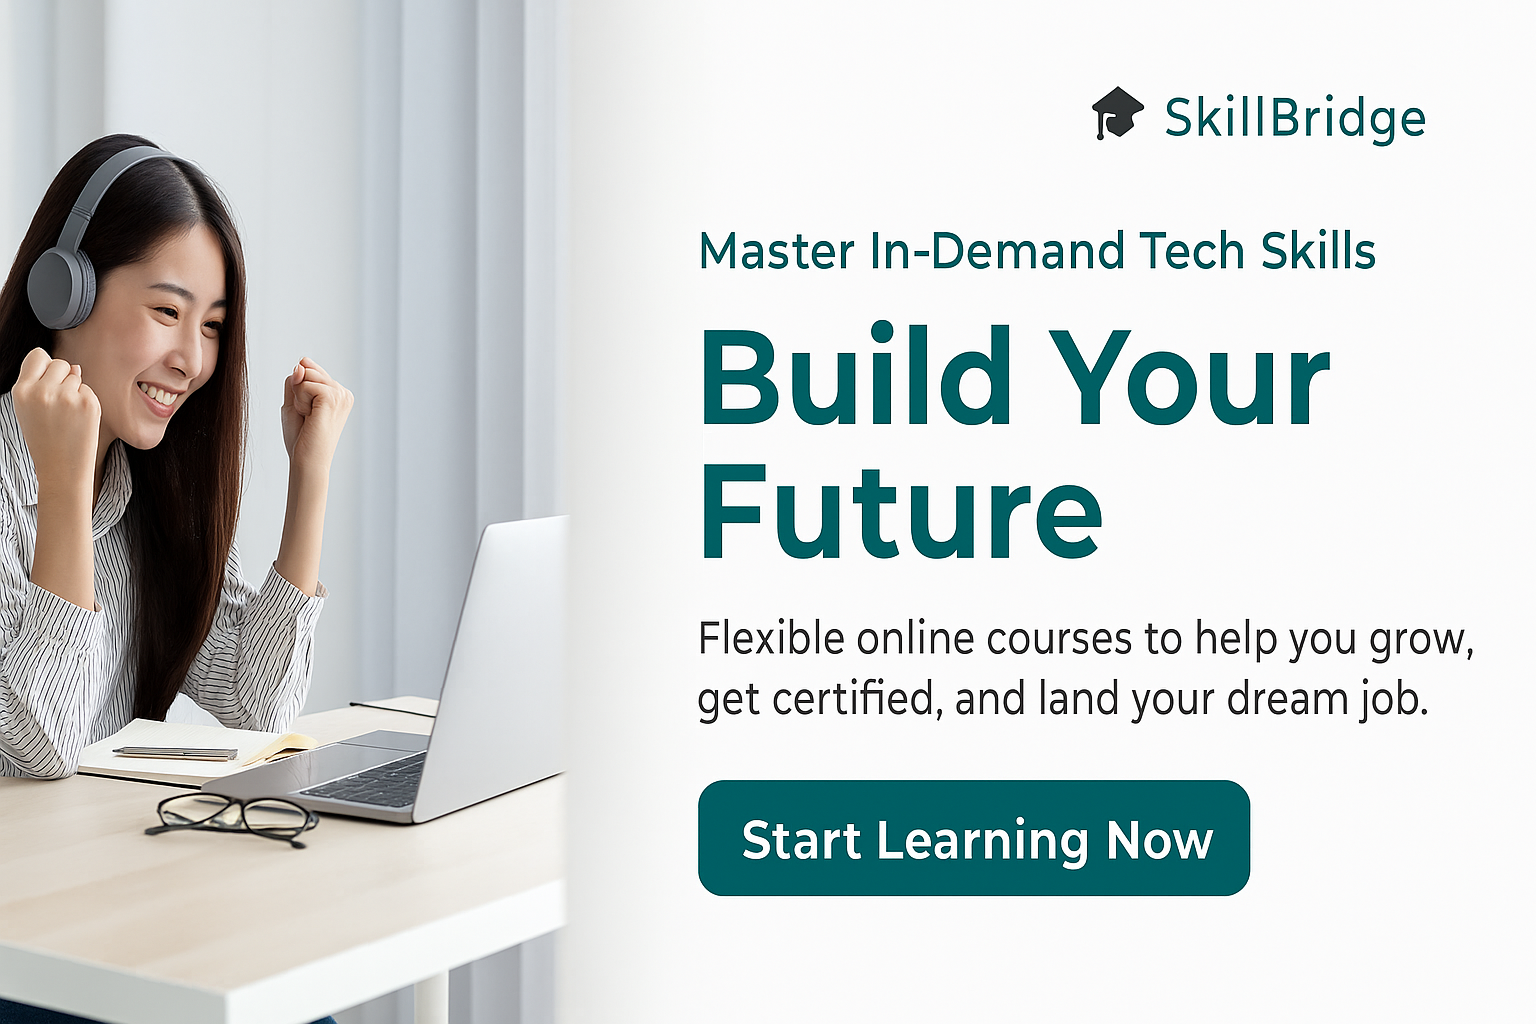 SkillBridge
Master In-Demand Tech Skills
Build Your
Future
Flexible online courses to help you grow,
get certified, and land your dream job.
Start Learning Now